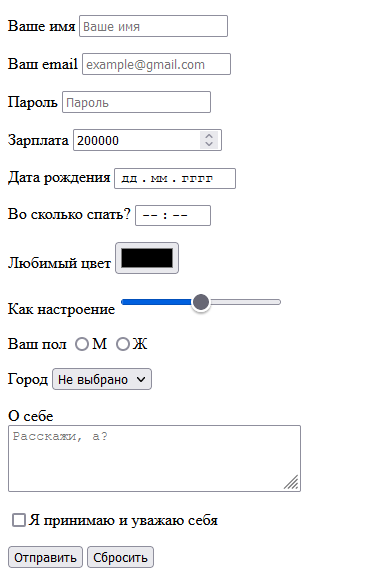 Ваше имя Ваше имя
Ваш email example@gmail.com
Пароль Пароль
Зарплата 200000
Дата рождения дд.мм.гггг
Во сколько спать? --:--
Любимый цвет
Как настроение
Ваш пол М Ж
Город Не выбрано
О себе
Расскажи, а?
Я принимаю и уважаю себя
Отправить Сбросить